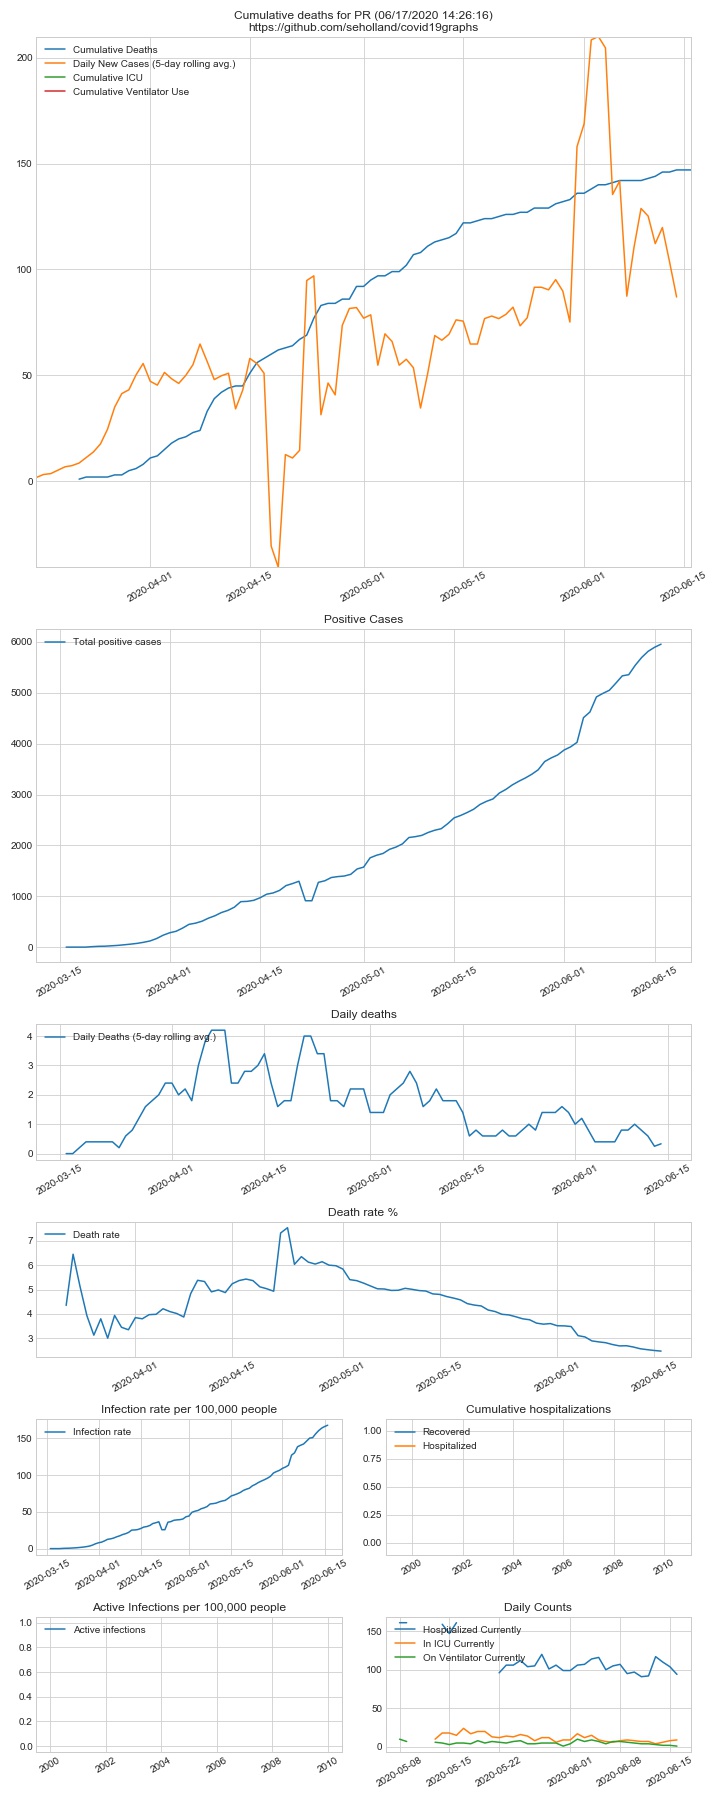 Cumulative deaths for PR (06/17/2020 14:26:16)
https://github.com/seholland/covid19graphs
Cumulative Deaths
Daily New Cases (5-day rolling avg.)
Cumulative ICU
Cumulative Ventilator Use
200
150
100
50
0
2020-04-01 2020-04-15 2020-05-01 2020-05-15 2020-06-01 2020-06-15
Positive Cases
Total positive cases
6000
5000
4000
3000
2000
1000
0
2020-03-15 2020-04-01 2020-04-15 2020-05-01 2020-05-15 2020-06-01 2020-06-15
Daily deaths
Daily Deaths (5-day rolling avg.)
4
3
2
1
0
2020-03-15 2020-04-01 2020-04-15 2020-05-01 2020-05-15 2020-06-01 2020-06-15
Death rate %
Death rate
7
6
5
4
3
2020-04-01 2020-04-15 2020-05-01 2020-05-15 2020-06-01 2020-06-15
Infection rate per 100,000 people
Infection rate
150
100
50
0
2020-03-15 2020-04-01 2020-04-15 2020-05-01 2020-05-15 2020-06-01 2020-06-15
Cumulative hospitalizations
Recovered
Hospitalized
1.00
0.75
0.50
0.25
0.00
2000 2002 2004 2006 2008 2010
Active Infections per 100,000 people
Active infections
1.0
0.8
0.6
0.4
0.2
0.0
2000 2002 2004 2006 2008 2010
Daily Counts
Hospitalized Currently
In ICU Currently
On Ventilator Currently
150
100
50
0
2020-05-08 2020-05-15 2020-05-22 2020-06-01 2020-06-08 2020-06-15